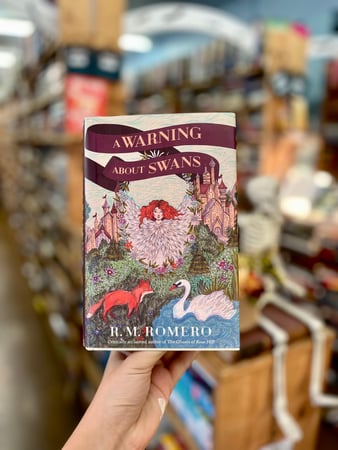 A WARNING
ABOUT SWANS
R. M. ROMERO
Critically acclaimed author of The Ghosts of Rose Hill